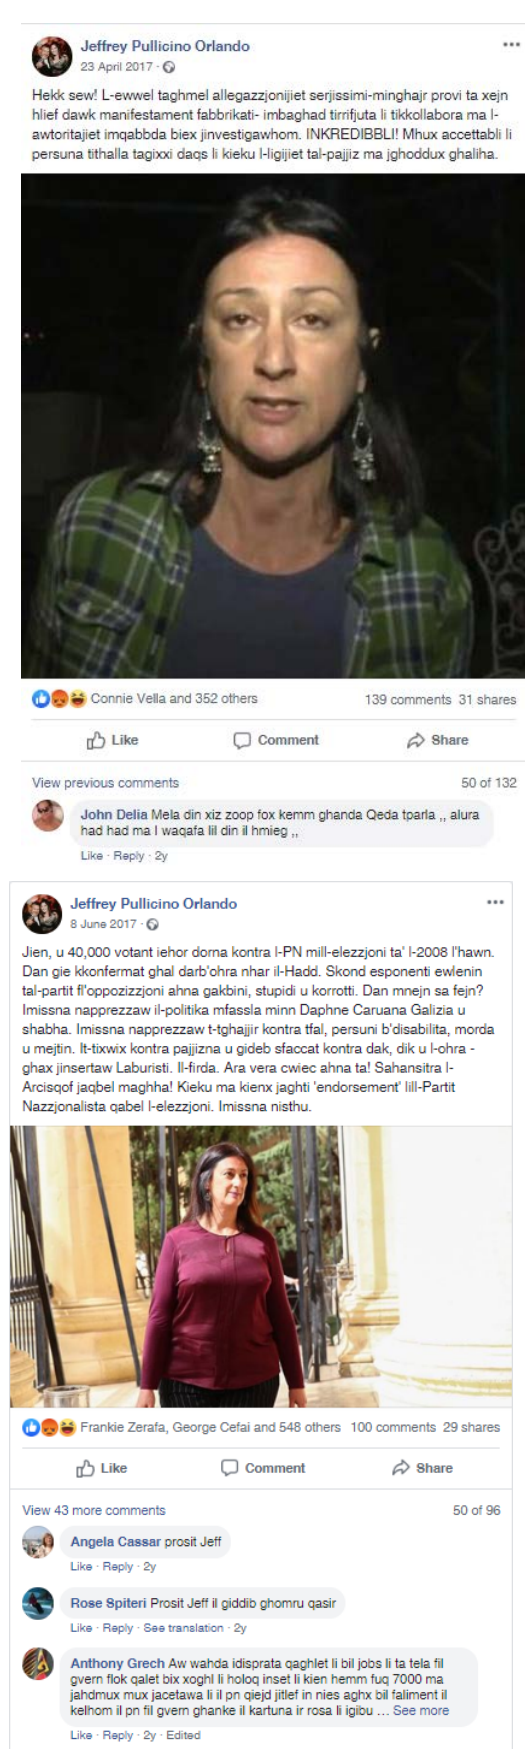 Jeffrey Pullicino Orlando
23 April 2017 ·
Hekk sew! L-ewwel taghmel allegazzjonijiet serjissimi-minghajr provi ta xejn
hlief dawk manifestament fabbrikati- imbaghad tirrifjuta li tikkollabora ma l-
awtoritajiet imqabbda biex jinvestigawhom. INKREDIBBLI! Mhux accettabli li
persuna tithalla tagixxi daqs li kieku l-ligijiet tal-pajjiz ma jghoddux ghaliha.
Connie Vella and 352 others 139 comments 31 shares
Like Comment Share
View previous comments 50 of 132
John Delia Mela din xiz zoop fox kemm ghanda Qeda tparla ,, alura
had had ma l waqafa lil din il hmieg ,,
Like · Reply · 2y
Jeffrey Pullicino Orlando
8 June 2017 ·
Jien, u 40,000 votant iehor dorna kontra l-PN mill-elezzjoni ta' l-2008 l'hawn.
Dan gie kkonfermat ghal darb'ohra nhar il-Hadd. Skond esponenti ewlenin
tal-partit fl'oppozizzjoni ahna gakbini, stupidi u korrotti. Dan mnejn sa fejn?
Imissna napprezzaw il-politika mfassla minn Daphne Caruana Galizia u
shabha. Imissna napprezzaw t-tghajjir kontra tfal, persuni b'disabilita, morda
u mejtin. It-tixwix kontra pajjizna u gideb sfaccat kontra dak, dik u l-ohra -
ghax jinsertaw Laburisti. Il-firda. Ara vera cwiec ahna ta! Sahansitra l-
Arcisqof jaqbel maghha! Kieku ma kienx jaghti 'endorsement' lill-Partit
Nazzjonalista qabel l-elezzjoni. Imissna nisthu.
Frankie Zerafa, George Cefai and 548 others 100 comments 29 shares
Like Comment Share
View 43 more comments 50 of 96
Angela Cassar prosit Jeff
Like · Reply · 2y
Rose Spiteri Prosit Jeff il giddib ghomru qasir
Like · Reply · See translation · 2y
Anthony Grech Aw wahda idisprata qaghlet li bil jobs li ta tela fil
gvern flok qalet bix xoghl li holoq inset li kien hemm fuq 7000 ma
jahdmux mux jacetawa li il pn qiejd jitlef in nies aghx bil faliment il
kelhom il pn fil gvern ghanke il kartuna ir rosa li igibu ... See more
Like · Reply · 2y · Edited